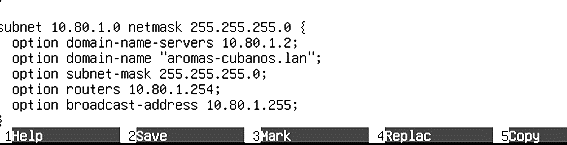 subnet 10.80.1.0 netmask 255.255.255.0 {
option domain-name-servers 10.80.1.2;
option domain-name "aromas-cubanos.lan";
option subnet-mask 255.255.255.0;
option routers 10.80.1.254;
option broadcast-address 10.80.1.255;
}
1Help 2Save 3Mark 4Replac 5Copy